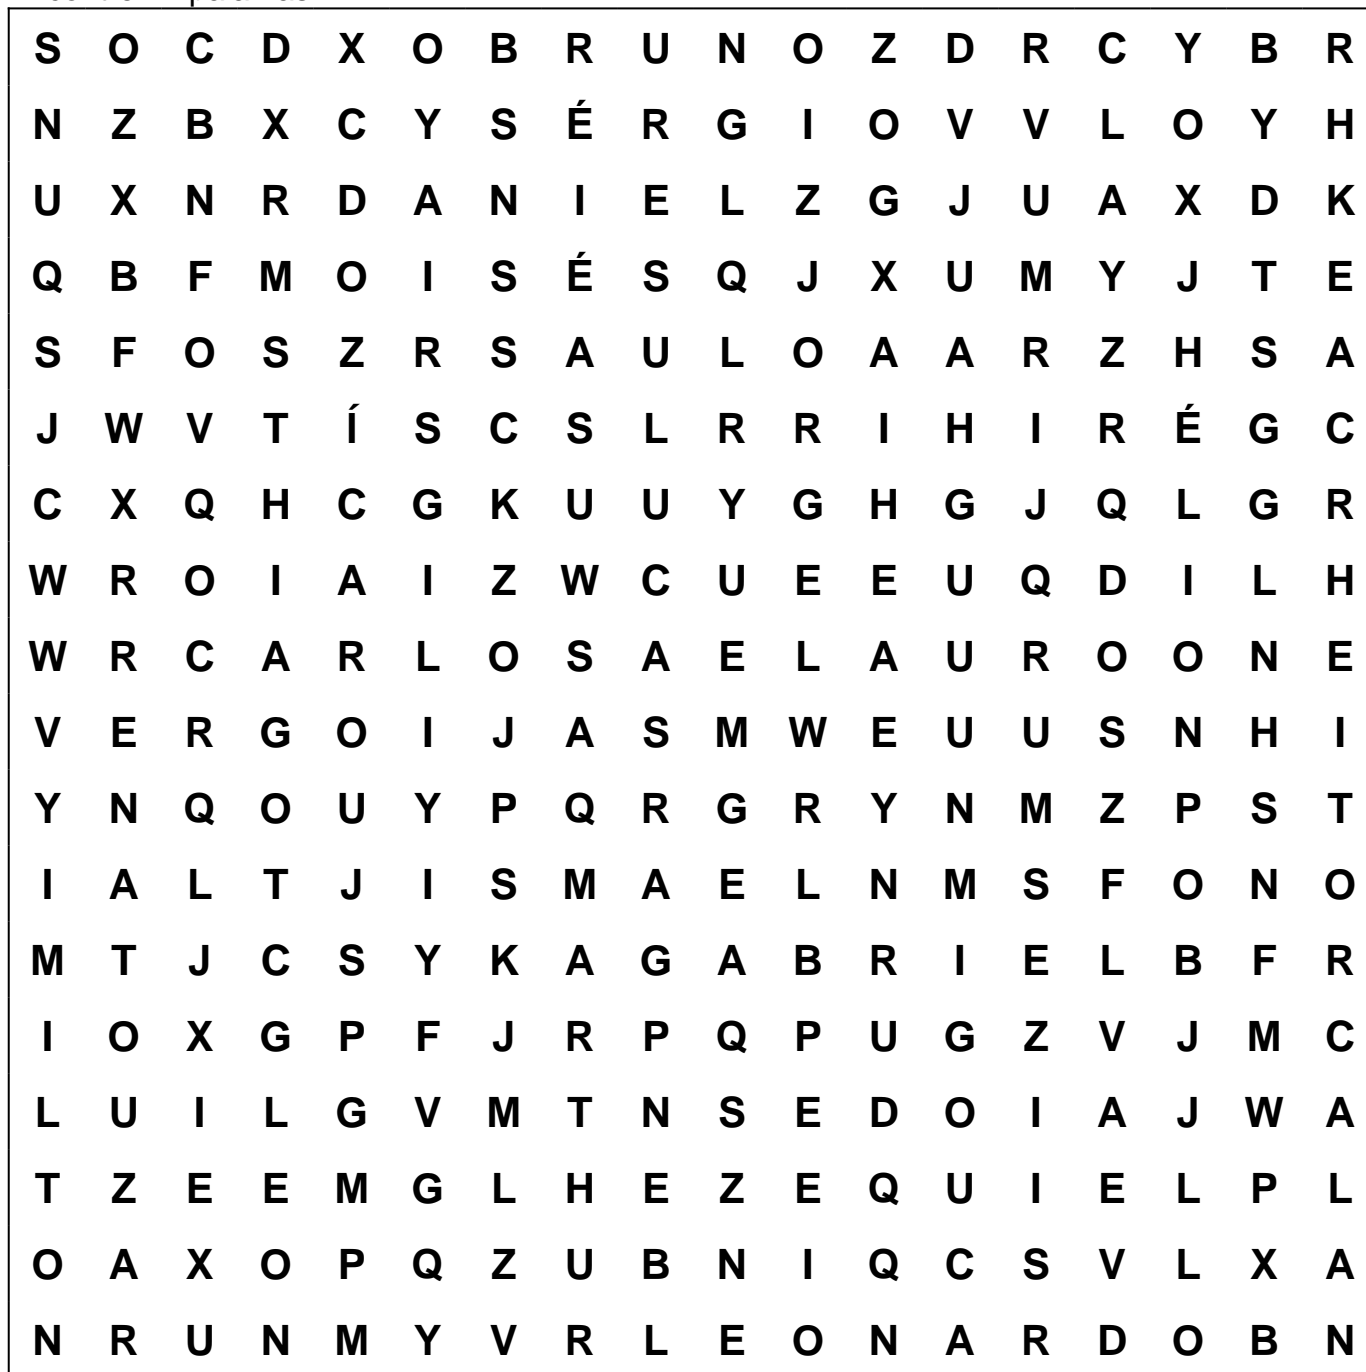 S O C D X O B R U N O Z D R C Y B R
N Z B X C Y S É R G I O V V L O Y H
U X N R D A N I E L Z G J U A X D K
Q B F M O I S É S Q J X U M Y J T E
S F O S Z R S A U L O A A R Z H S A
J W V T Í S C S L R R I H I R É G C
C X Q H C G K U U Y G H G J Q L G R
W R O I A I Z W C U E E U Q D I L H
W R C A R L O S A E L A U R O O N E
V E R G O I J A S M W E U U S N H I
Y N Q O U Y P Q R G R Y N M Z P S T
I A L T J I S M A E L N M S F O N O
M T J C S Y K A G A B R I E L B F R
I O X G P F J R P Q P U G Z V J M C
L U I L G V M T N S E D O I A J W A
T Z E E M G L H E Z E Q U I E L P L
O A X O P Q Z U B N I Q C S V L X A
N R U N M Y V R L E O N A R D O B N